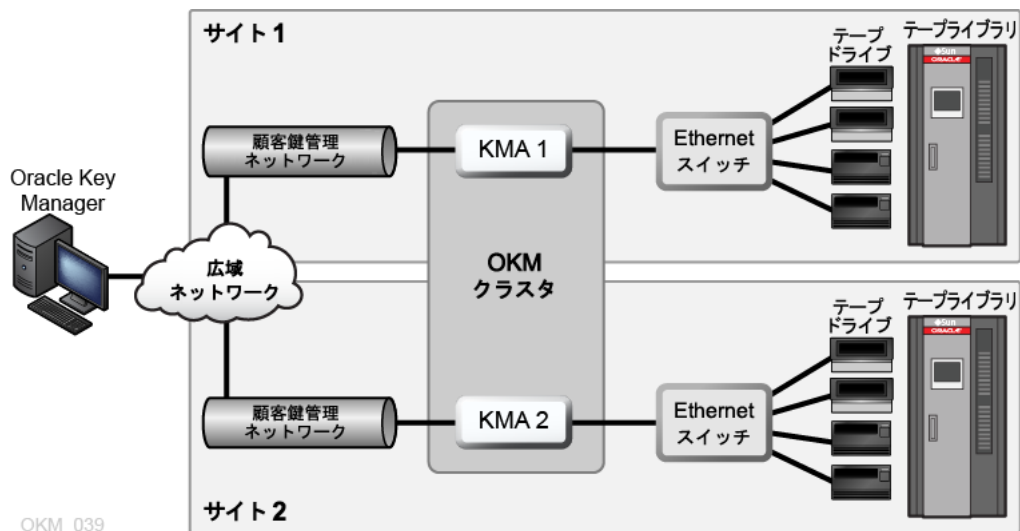 サイト 1
テープ
ドライブ
テープライブラリ
Sun
ORACLE
顧客鍵管理
ネットワーク
KMA 1
Ethernet
スイッチ
Oracle Key
Manager
広域
ネットワーク
OKM
クラスタ
テープ
ドライブ
テープライブラリ
Sun
ORACLE
顧客鍵管理
ネットワーク
KMA 2
Ethernet
スイッチ
サイト 2
OKM_039